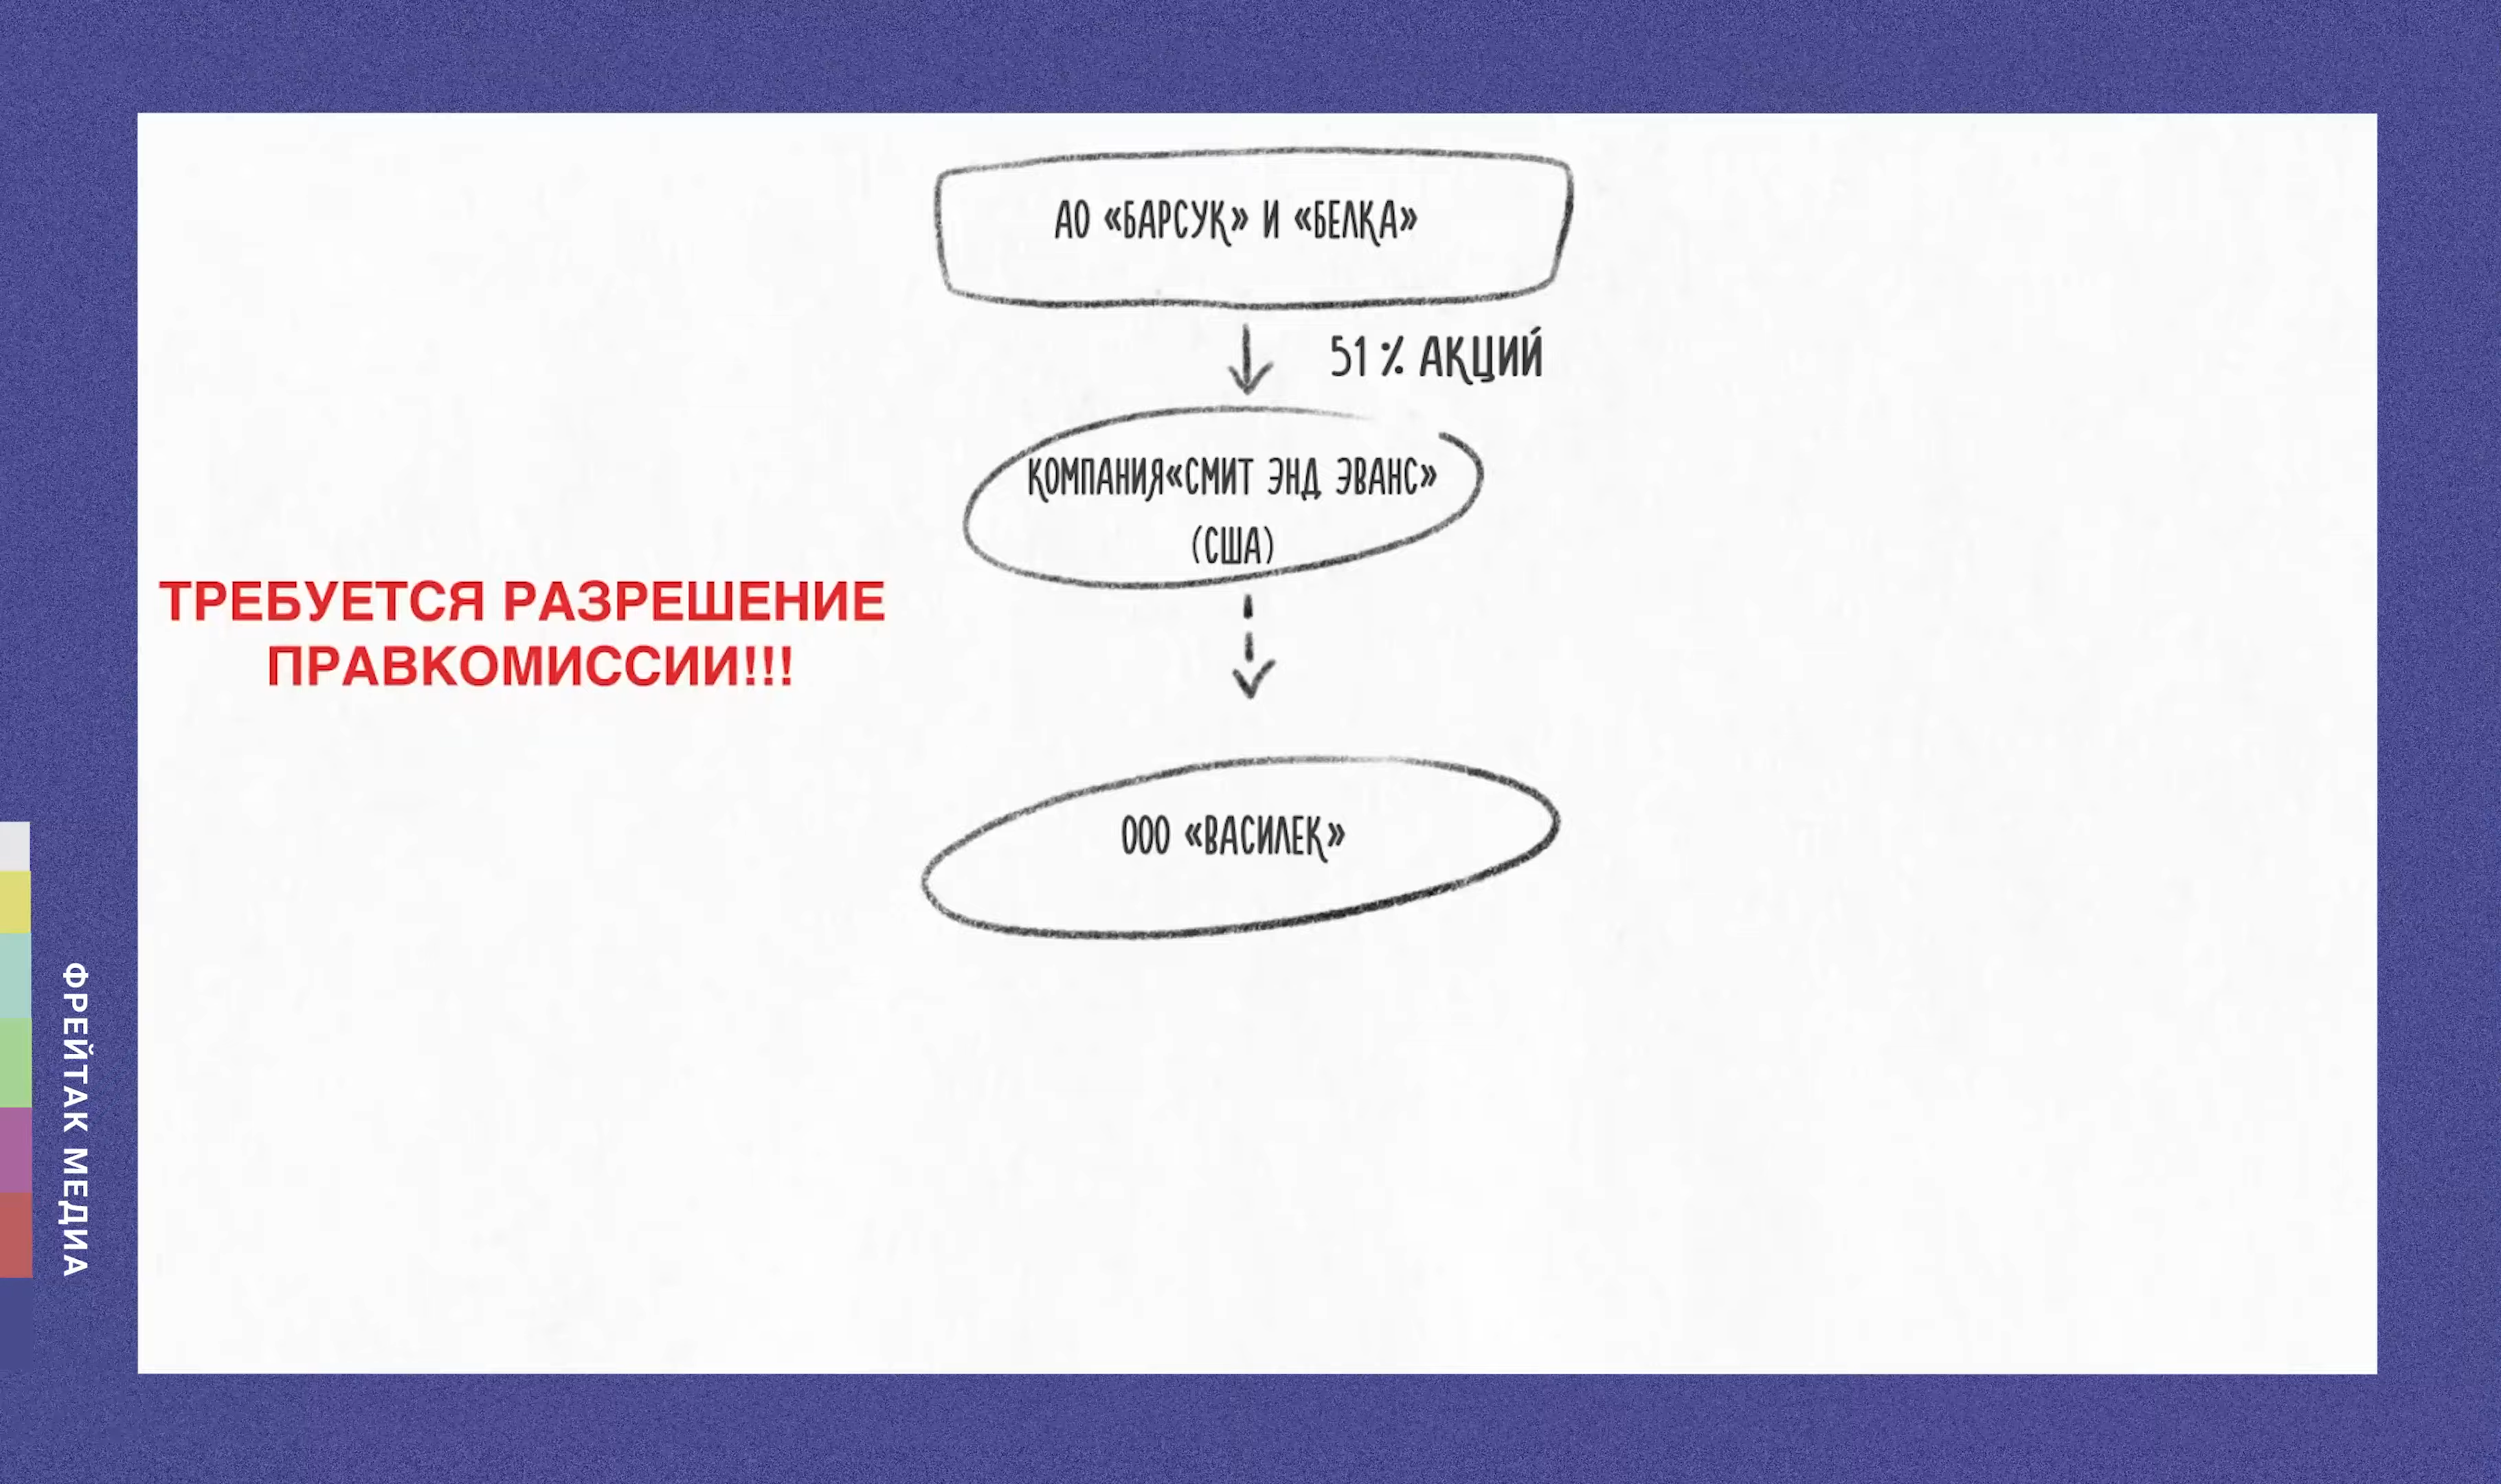 АО «БАРСУК» И «БЕЛКА»
51 % АКЦИЙ
КОМПАНИЯ«СМИТ ЭНД ЭВАНС»
(США)
ТРЕБУЕТСЯ РАЗРЕШЕНИЕ
ПРАВКОМИССИИ!!!
ООО «ВАСИЛЕК»
ФРЕЙТАК МЕДИА